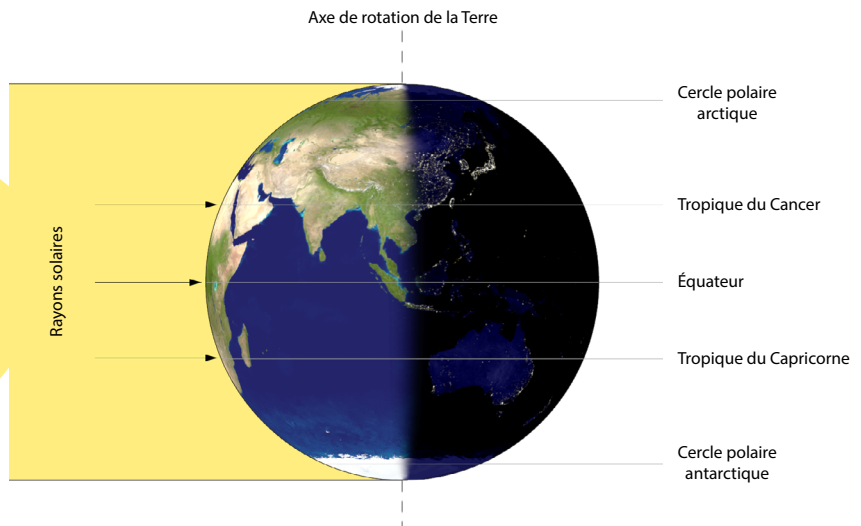 Axe de rotation de la Terre
Cercle polaire
arctique
Tropique du Cancer
Rayons solaires
Équateur
Tropique du Capricorne
Cercle polaire
antarctique